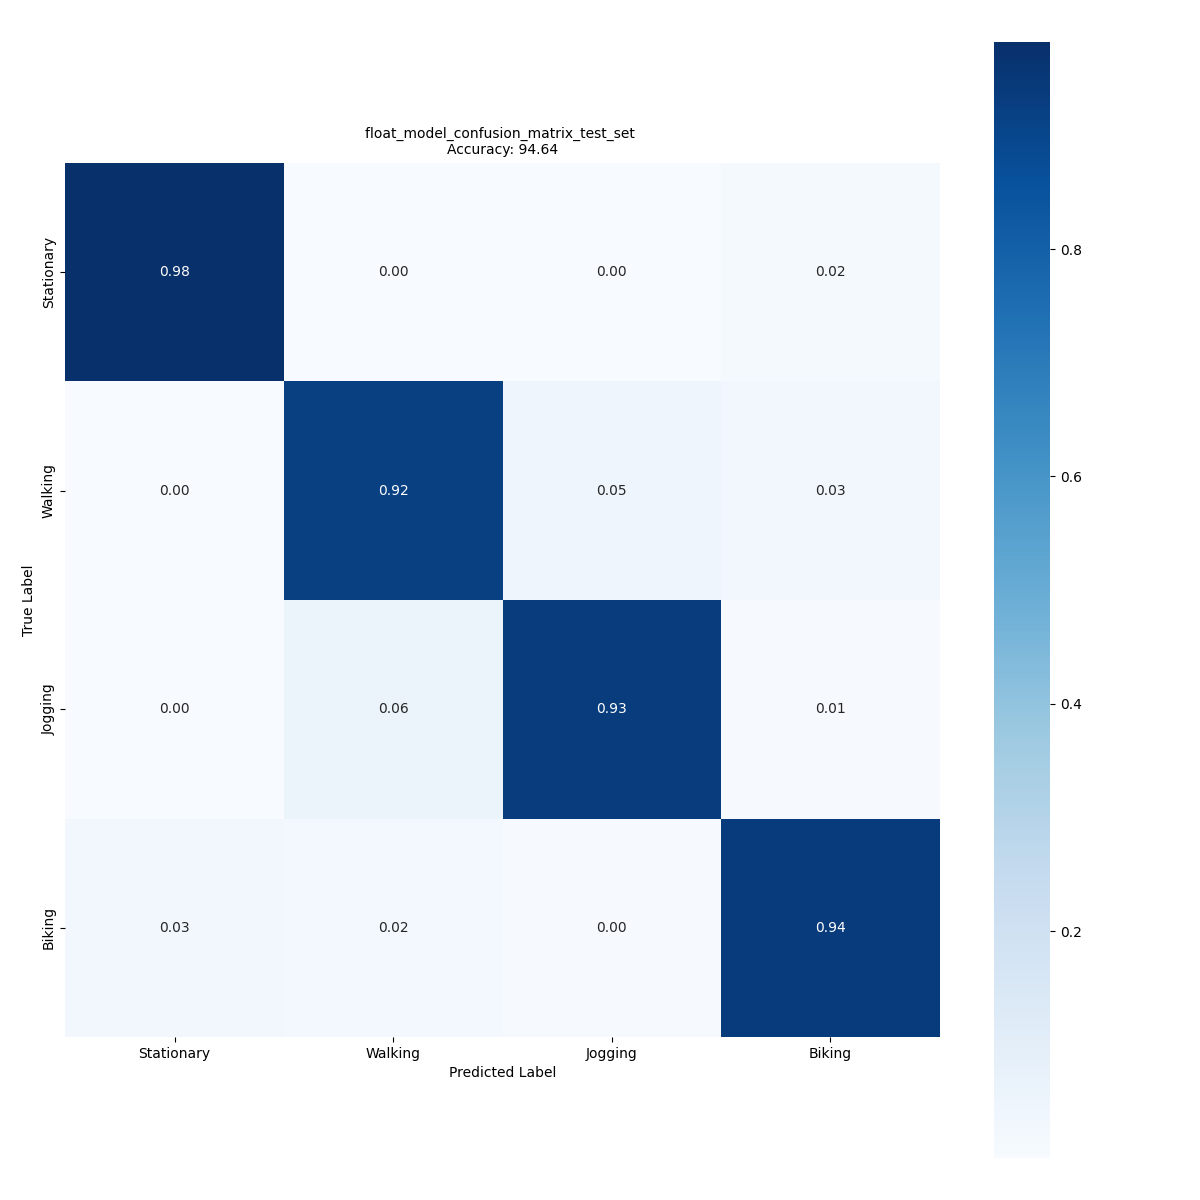 float_model_confusion_matrix_test_set
Accuracy: 94.64
True Label
Stationary
0.98 0.00 0.00 0.02
Walking
0.00 0.92 0.05 0.03
Jogging
0.00 0.06 0.93 0.01
Biking
0.03 0.02 0.00 0.94
Stationary Walking Jogging Biking
Predicted Label
0.8
0.6
0.4
0.2